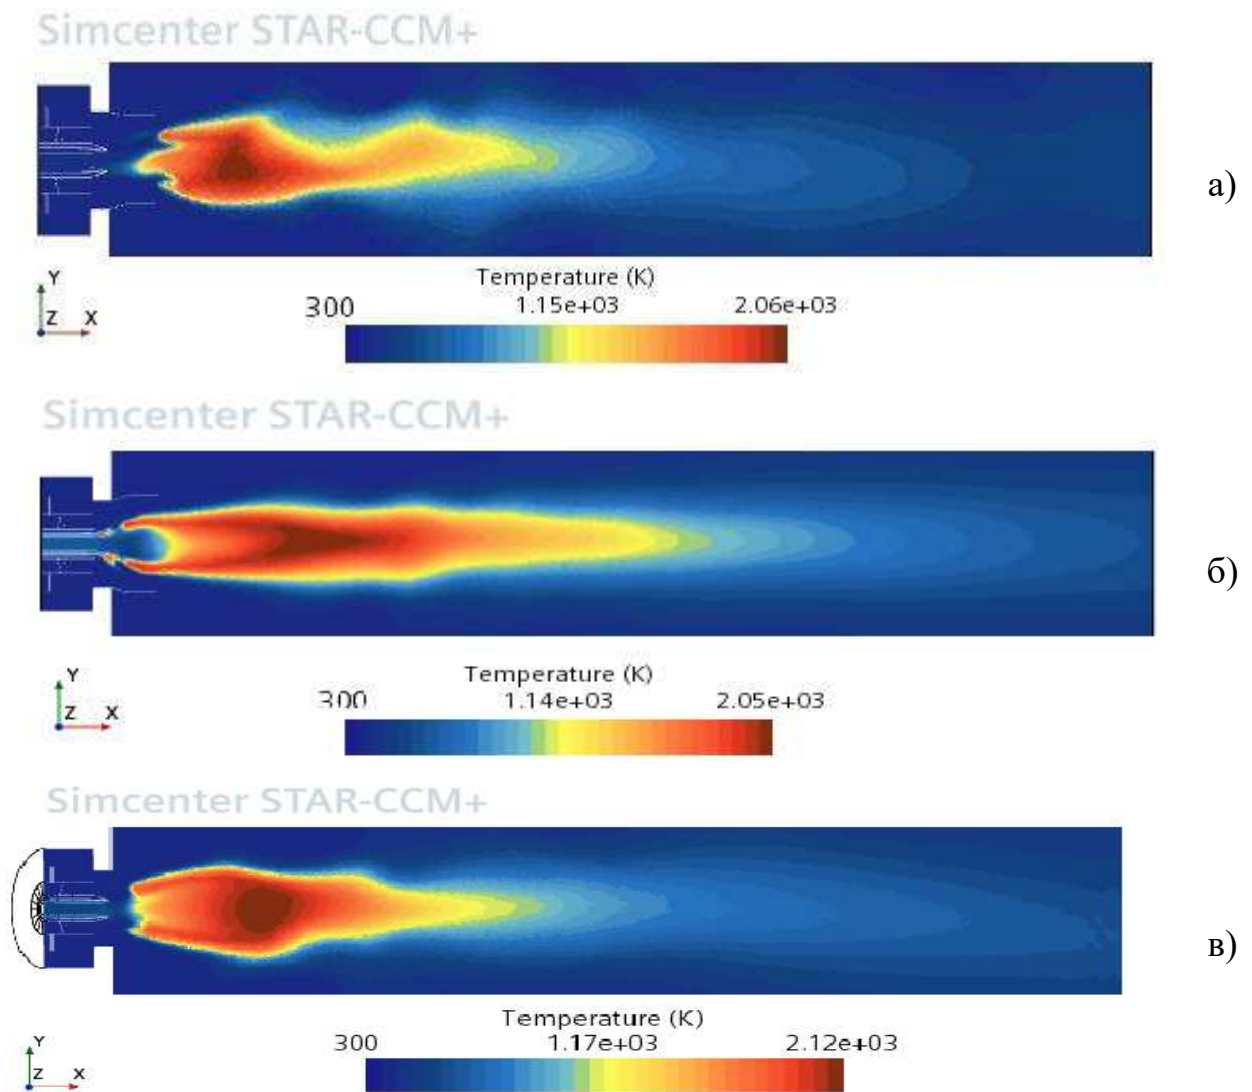 Simcenter STAR-CCM+
а)
Y
Z X
Temperature (K)
300 1.15e+03 2.06e+03
Simcenter STAR-CCM+
б)
Y
Z X
Temperature (K)
300 1.14e+03 2.05e+03
Simcenter STAR-CCM+
в)
Y
Z X
Temperature (K)
300 1.17e+03 2.12e+03